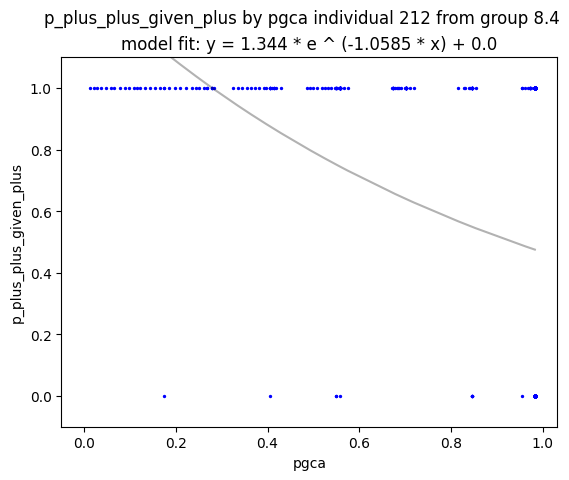 p_plus_plus_given_plus by pgca individual 212 from group 8.4
model fit: y = 1.344 * e ^ (-1.0585 * x) + 0.0
p_plus_plus_given_plus
1.0
0.8
0.6
0.4
0.2
0.0
0.0 0.2 0.4 0.6 0.8 1.0
pgca